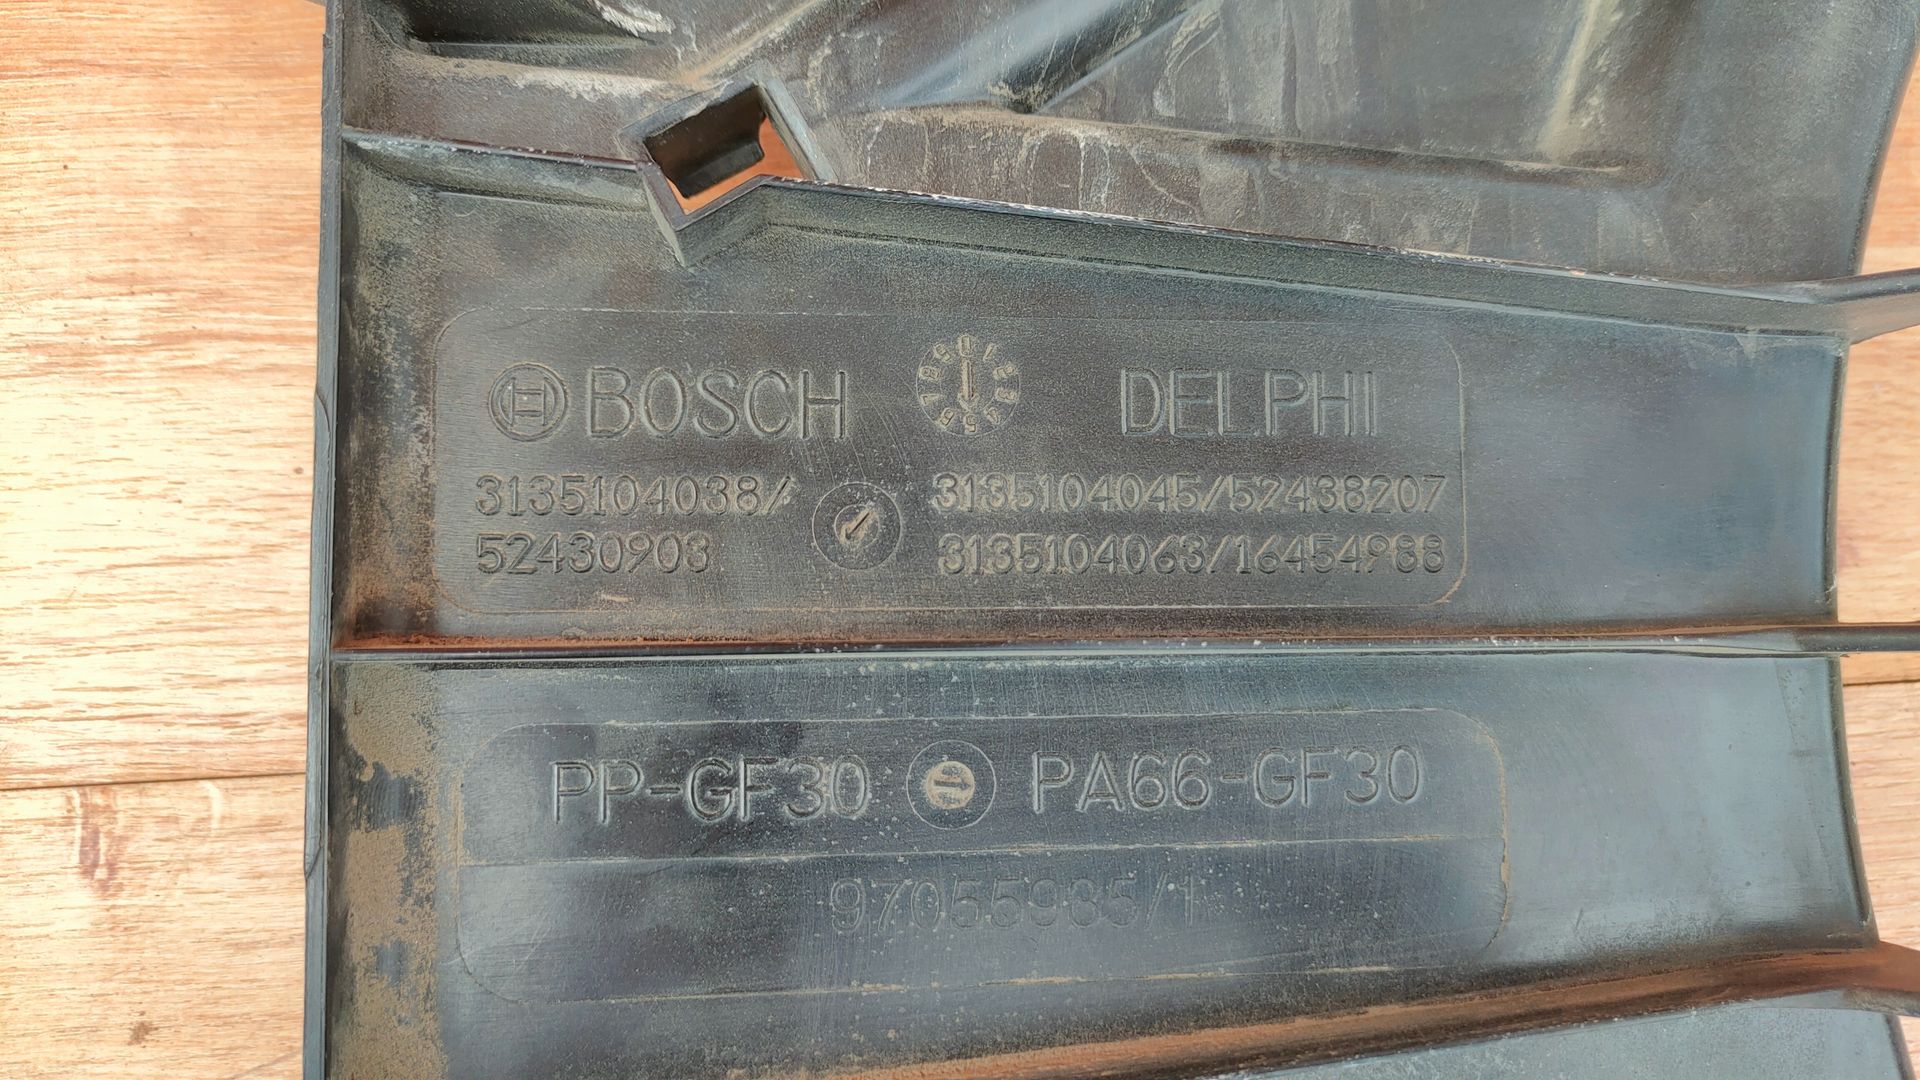 BOSCH DELPHI
3135104038/ 3135104045/52438207
52430903 3135104063/16454988
PP-GF30 PA66-GF30
97055985/1